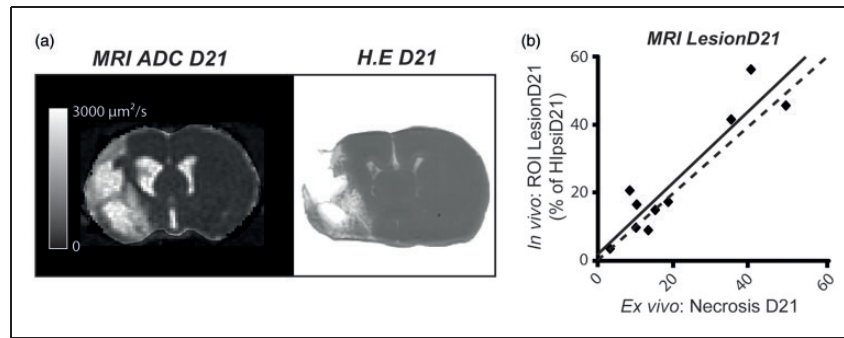 (a)
MRI ADC D21
H.E D21
3000 µm²/s
0
(b)
MRI LesionD21
In vivo: ROI LesionD21
(% of HIpsiD21)
60
40
20
0
0
20
40
60
Ex vivo: Necrosis D21